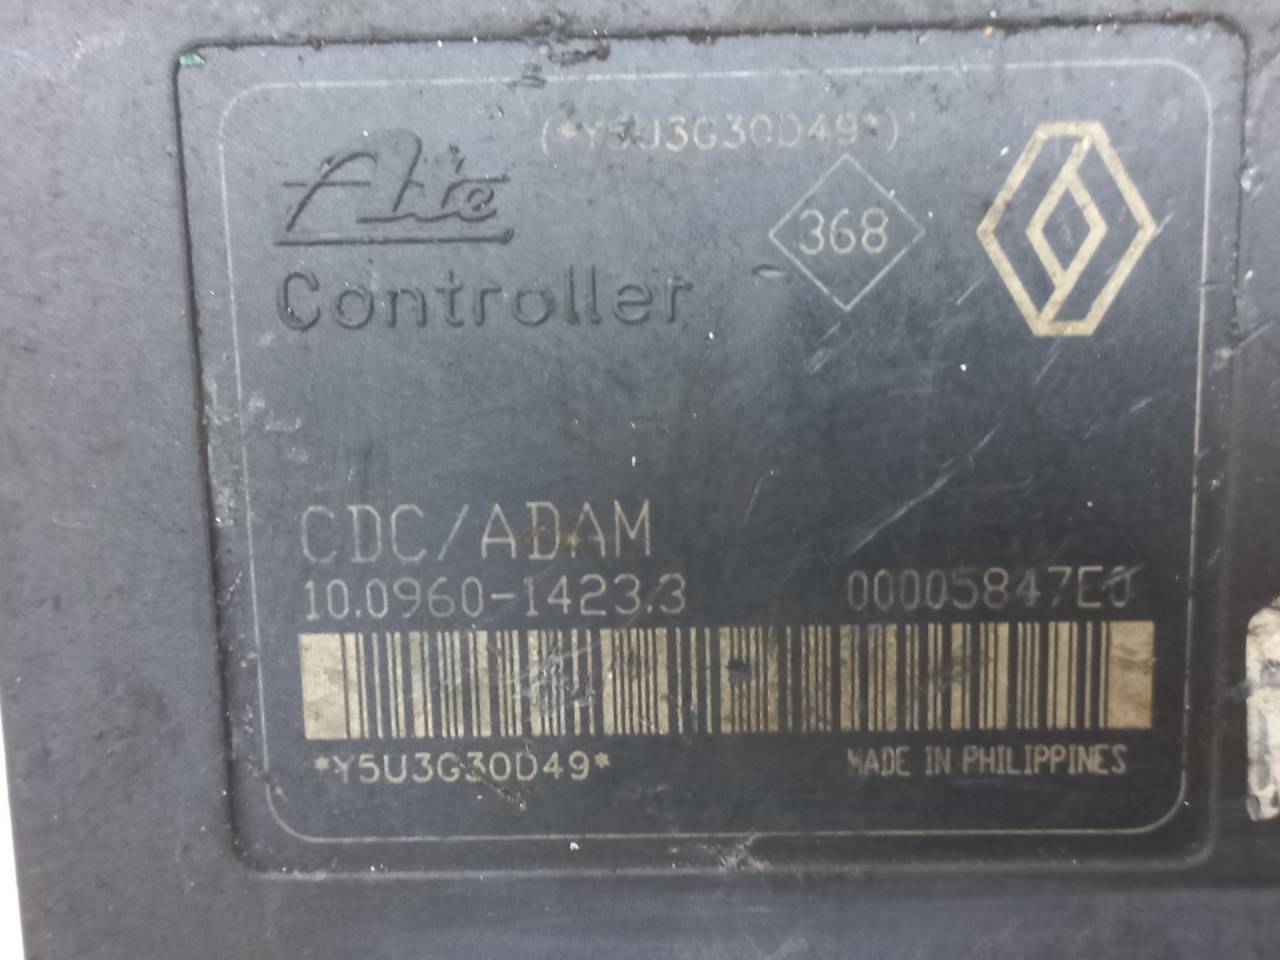 (*Y5U3G30D49*)
Ate
368
Controller
CDC/ADAM
10.0960-1423.3
00005847E0
*Y5U3G30D49*
MADE IN PHILIPPINES